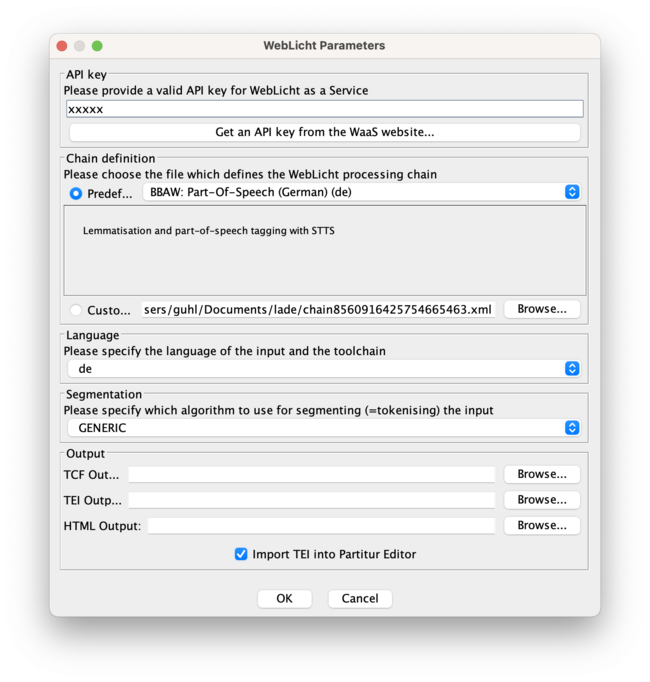 WebLicht Parameters
API key
Please provide a valid API key for WebLicht as a Service
xxxxx
Get an API key from the WaaS website...
Chain definition
Please choose the file which defines the WebLicht processing chain
Predef... BBAW: Part-Of-Speech (German) (de)
Lemmatisation and part-of-speech tagging with STTS
Custo... sers/guhl/Documents/lade/chain8560916425754665463.xml Browse...
Language
Please specify the language of the input and the toolchain
de
Segmentation
Please specify which algorithm to use for segmenting (=tokenising) the input
GENERIC
Output
TCF Out... Browse...
TEI Outp... Browse...
HTML Output: Browse...
Import TEI into Partitur Editor
OK Cancel